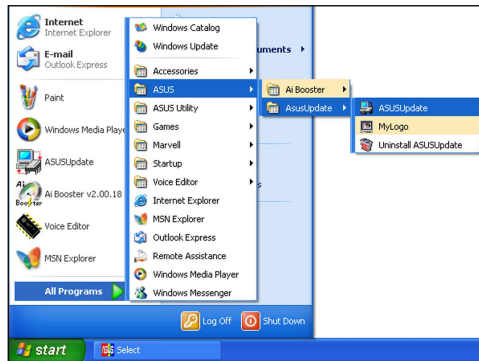 Internet
Internet Explorer
E-mail
Outlook Express
Paint
Windows Media Playe
ASUSUpdate
Ai Booster v2.00.18
Voice Editor
MSN Explorer
All Programs
Windows Catalog
Windows Update
Accessories
ASUS
ASUS Utility
Games
Marvell
Startup
Voice Editor
Internet Explorer
MSN Explorer
Outlook Express
Remote Assistance
Windows Media Player
Windows Messenger
uments
s
Ai Booster
AsusUpdate
ASUSUpdate
MyLogo
Uninstall ASUSUpdate
Log Off
Shut Down
start
Select